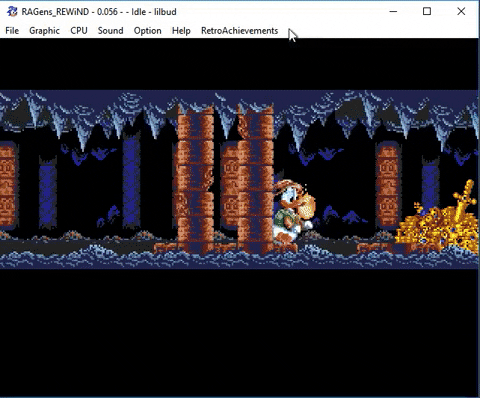 RAGens_REWiND - 0.056 - - Idle - lilbud
File Graphic CPU Sound Option Help RetroAchievements